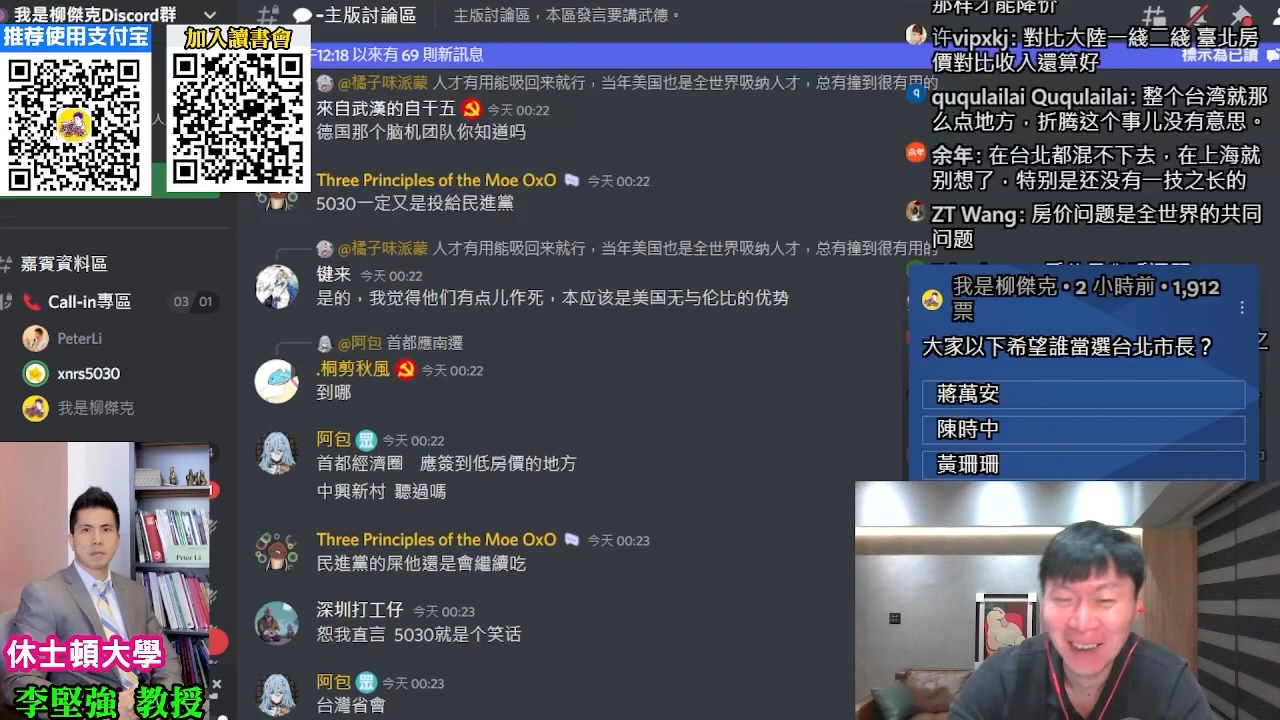 我是柳傑克Discord群
推荐使用支付宝
加入讀書會
-主版討論區
主版討論區，本區發言要講武德。
12:18 以來有 69 則新訊息
標示為已讀
@橘子味派蒙 人才有用能吸回来就行，当年美国也是全世界吸纳人才，总有撞到很有用的
來自武漢的自干五 今天 00:22
德国那个脑机团队你知道吗
Three Principles of the Moe OxO 今天 00:22
5030一定又是投給民進黨
@橘子味派蒙 人才有用能吸回来就行，当年美国也是全世界吸纳人才，总有撞到很有用的
键来 今天 00:22
是的，我觉得他们有点儿作死，本应该是美国无与伦比的优势
@阿包 首都應南遷
.桐剪秋風 今天 00:22
到哪
阿包 眾 今天 00:22
首都經濟圈 應簽到低房價的地方
中興新村 聽過嗎
Three Principles of the Moe OxO 今天 00:23
民進黨的屎他還是會繼續吃
深圳打工仔 今天 00:23
恕我直言 5030就是个笑话
阿包 眾 今天 00:23
台灣省會
嘉賓資料區
Call-in專區 03 01
PeterLi
xnrs5030
我是柳傑克
Peter Li
休士頓大學
李堅強 教授
那样才能降价
许vipxkj: 對比大陸一綫二綫 臺北房
價對比收入還算好
ququlailai Ququlailai: 整个台湾就那
么点地方，折腾这个事儿没有意思。
余年: 在台北都混不下去，在上海就
别想了，特别是还没有一技之长的
ZT Wang: 房价问题是全世界的共同
问题
我是柳傑克 • 2 小時前 • 1,912
票
大家以下希望誰當選台北市長？
蔣萬安
陳時中
黃珊珊